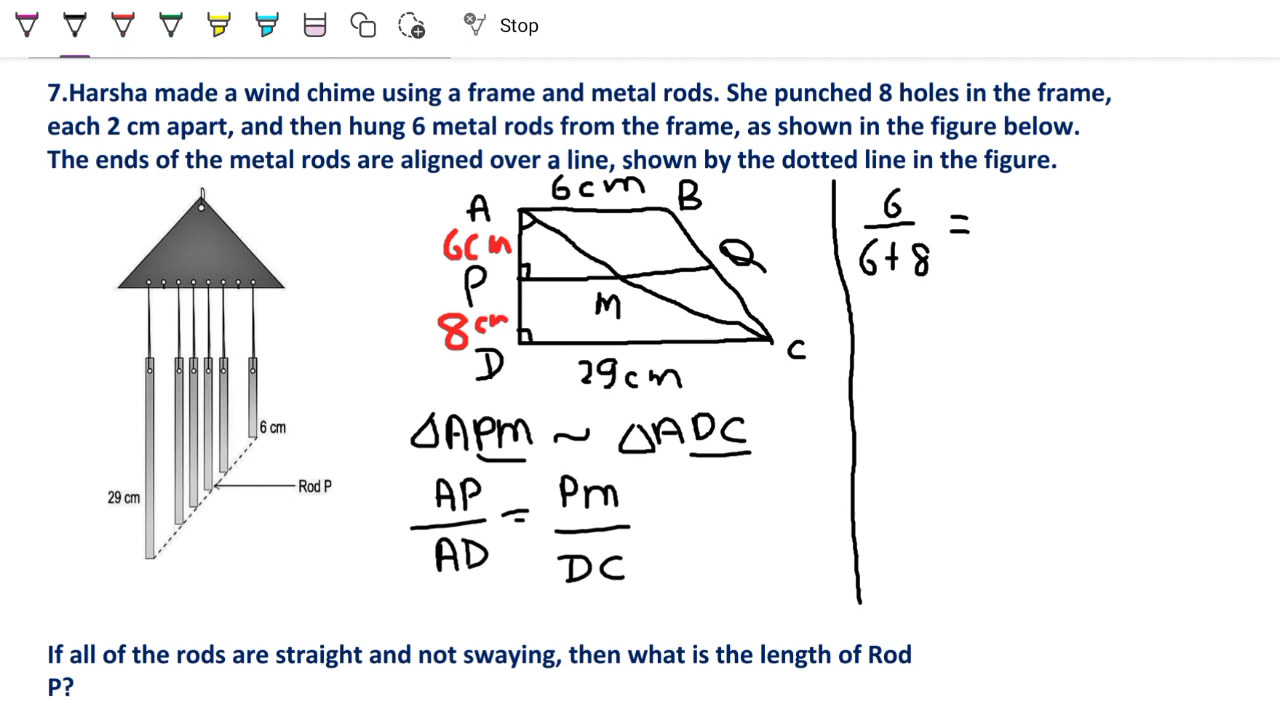 Stop
7.Harsha made a wind chime using a frame and metal rods. She punched 8 holes in the frame,
each 2 cm apart, and then hung 6 metal rods from the frame, as shown in the figure below.
The ends of the metal rods are aligned over a line, shown by the dotted line in the figure.
6 cm
29 cm
Rod P
6cm
A
B
6cm
P
Q
M
8cm
D
C
29cm
△APM ~ △ADC
AP/AD = PM/DC
6/6+8 =
If all of the rods are straight and not swaying, then what is the length of Rod
P?